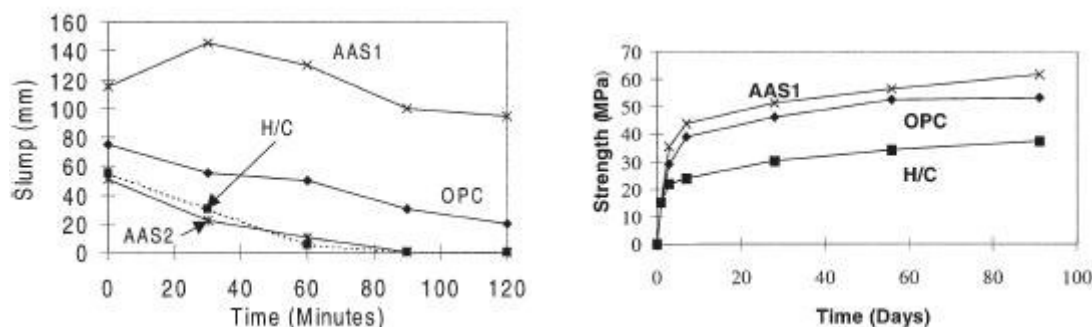 160
140
120
100
80
60
40
20
0
Slump (mm)
AAS1
H/C
OPC
AAS2
0 20 40 60 80 100 120
Time (Minutes)
70
60
50
40
30
20
10
0
Strength (MPa)
AAS1
OPC
H/C
0 20 40 60 80 100
Time (Days)